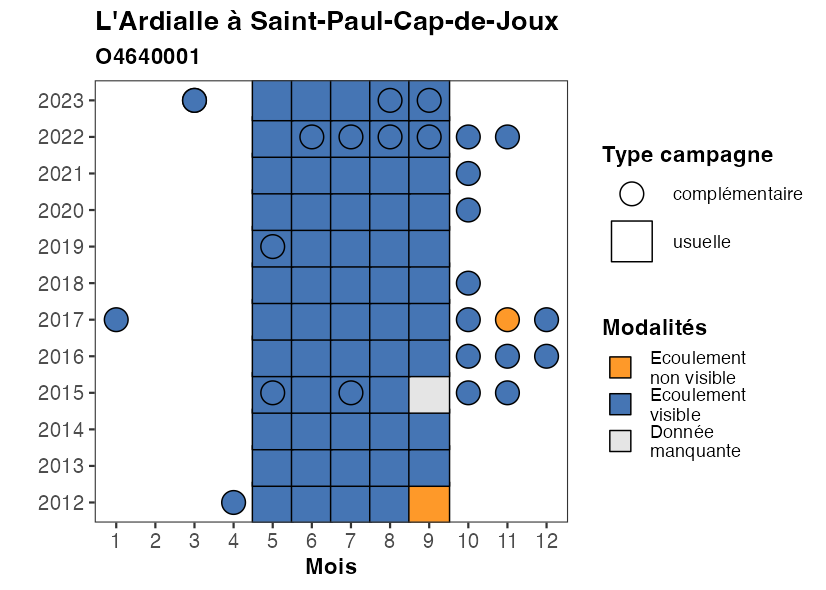 L'Ardialle à Saint-Paul-Cap-de-Joux
O4640001
2023
2022
2021
2020
2019
2018
2017
2016
2015
2014
2013
2012
1 2 3 4 5 6 7 8 9 10 11 12
Mois
Type campagne
complémentaire
usuelle
Modalités
Ecoulement
non visible
Ecoulement
visible
Donnée
manquante